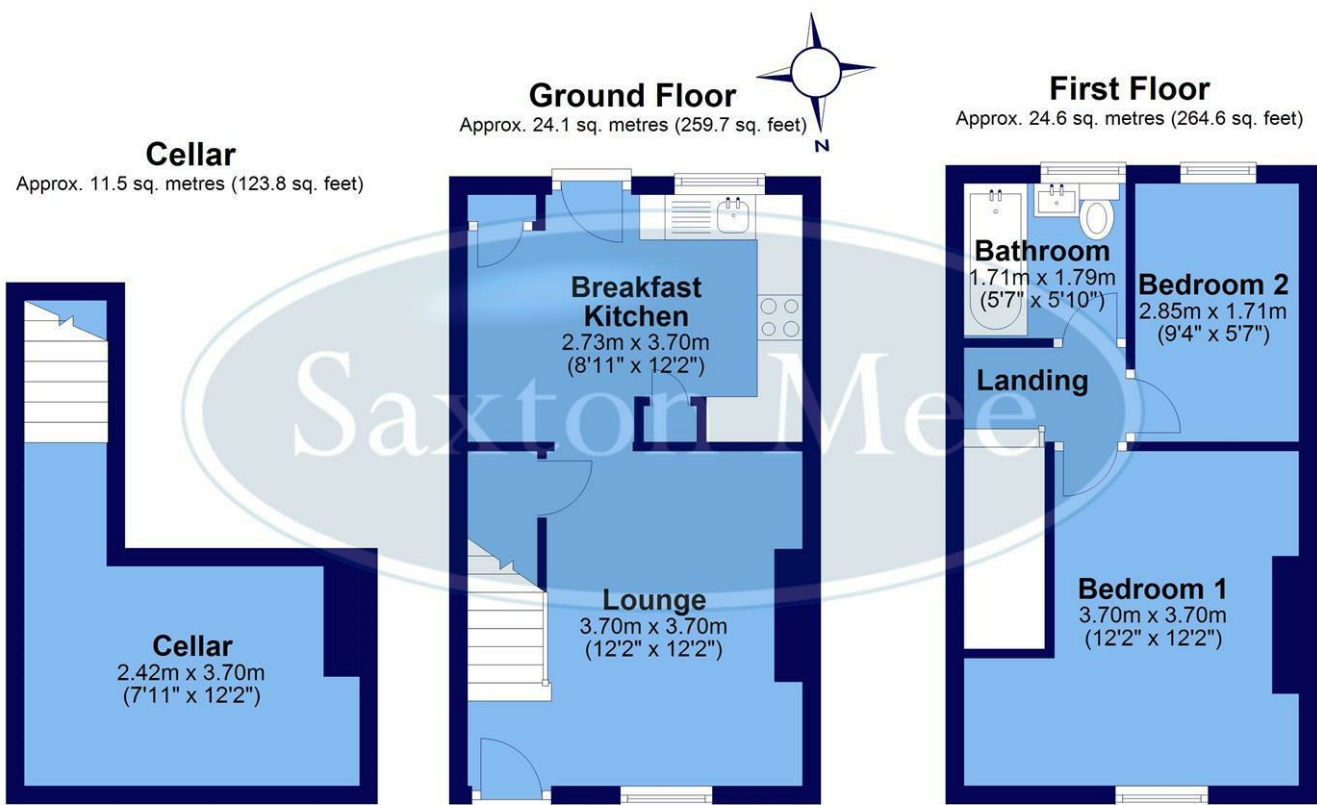 Cellar
Approx. 11.5 sq. metres (123.8 sq. feet)
Cellar
2.42m x 3.70m
(7'11" x 12'2")
Ground Floor
Approx. 24.1 sq. metres (259.7 sq. feet)
N
Breakfast
Kitchen
2.73m x 3.70m
(8'11" x 12'2")
Lounge
3.70m x 3.70m
(12'2" x 12'2")
First Floor
Approx. 24.6 sq. metres (264.6 sq. feet)
Bathroom
1.71m x 1.79m
(5'7" x 5'10")
Bedroom 2
2.85m x 1.71m
(9'4" x 5'7")
Landing
Bedroom 1
3.70m x 3.70m
(12'2" x 12'2")
Saxton Mee